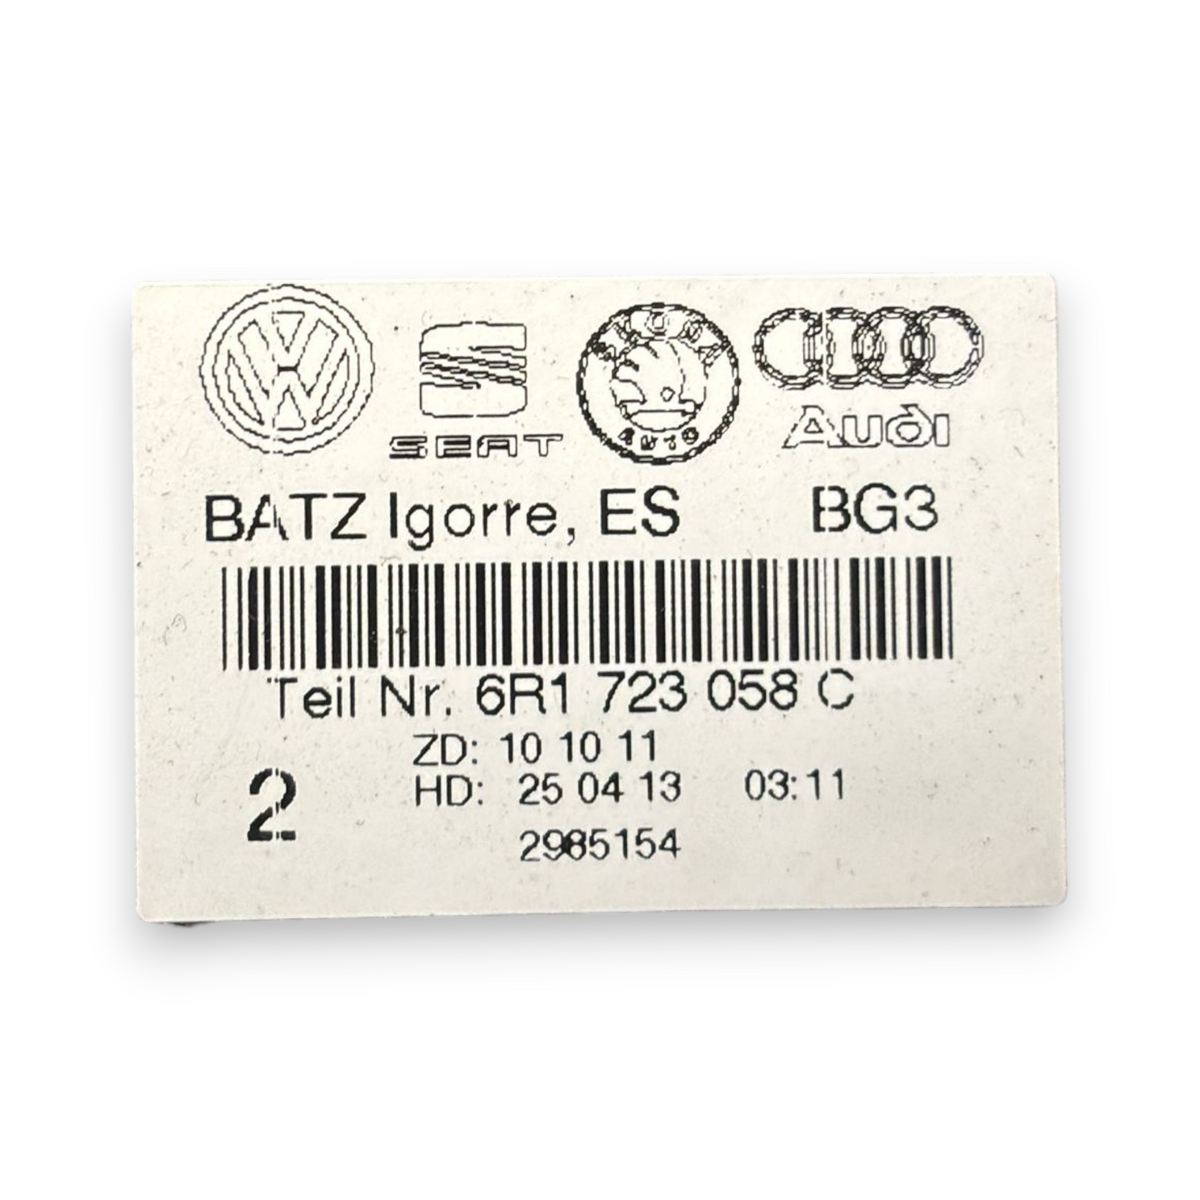 SEAT
SKODA
AUTO
Audi
BATZ Igorre, ES BG3
Teil Nr. 6R1 723 058 C
ZD: 10 10 11
2 HD: 25 04 13 03:11
2985154